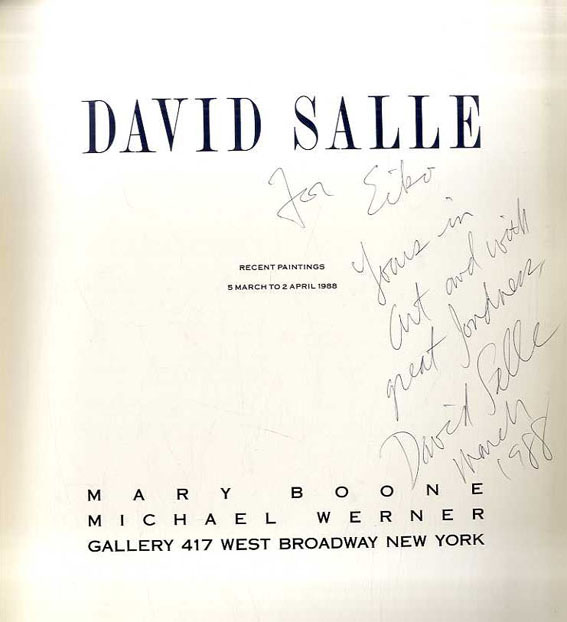 DAVID SALLE
For Eiko
Yours in
art and with
great fondness,
David Salle
March
1988
RECENT PAINTINGS
5 MARCH TO 2 APRIL 1988
MARY BOONE
MICHAEL WERNER
GALLERY 417 WEST BROADWAY NEW YORK